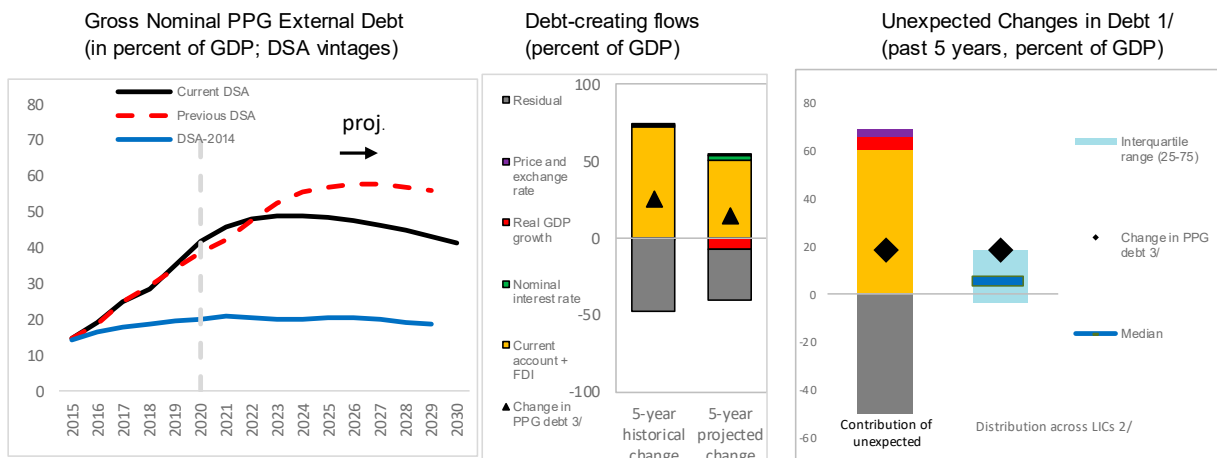 Gross Nominal PPG External Debt
(in percent of GDP; DSA vintages)
Current DSA
Previous DSA
DSA-2014
proj.
80
70
60
50
40
30
20
10
0
2015
2016
2017
2018
2019
2020
2021
2022
2023
2024
2025
2026
2027
2028
2029
2030
Debt-creating flows
(percent of GDP)
Residual
Price and
exchange rate
Real GDP
growth
Nominal
interest rate
Current
account +
FDI
Change in
PPG debt 3/
100
50
0
-50
-100
5-year
historical
change
5-year
projected
change
Unexpected Changes in Debt 1/
(past 5 years, percent of GDP)
80
60
40
20
0
-20
-40
-60
Interquartile
range (25-75)
Change in PPG
debt 3/
Median
Contribution of
unexpected
Distribution across LICs 2/